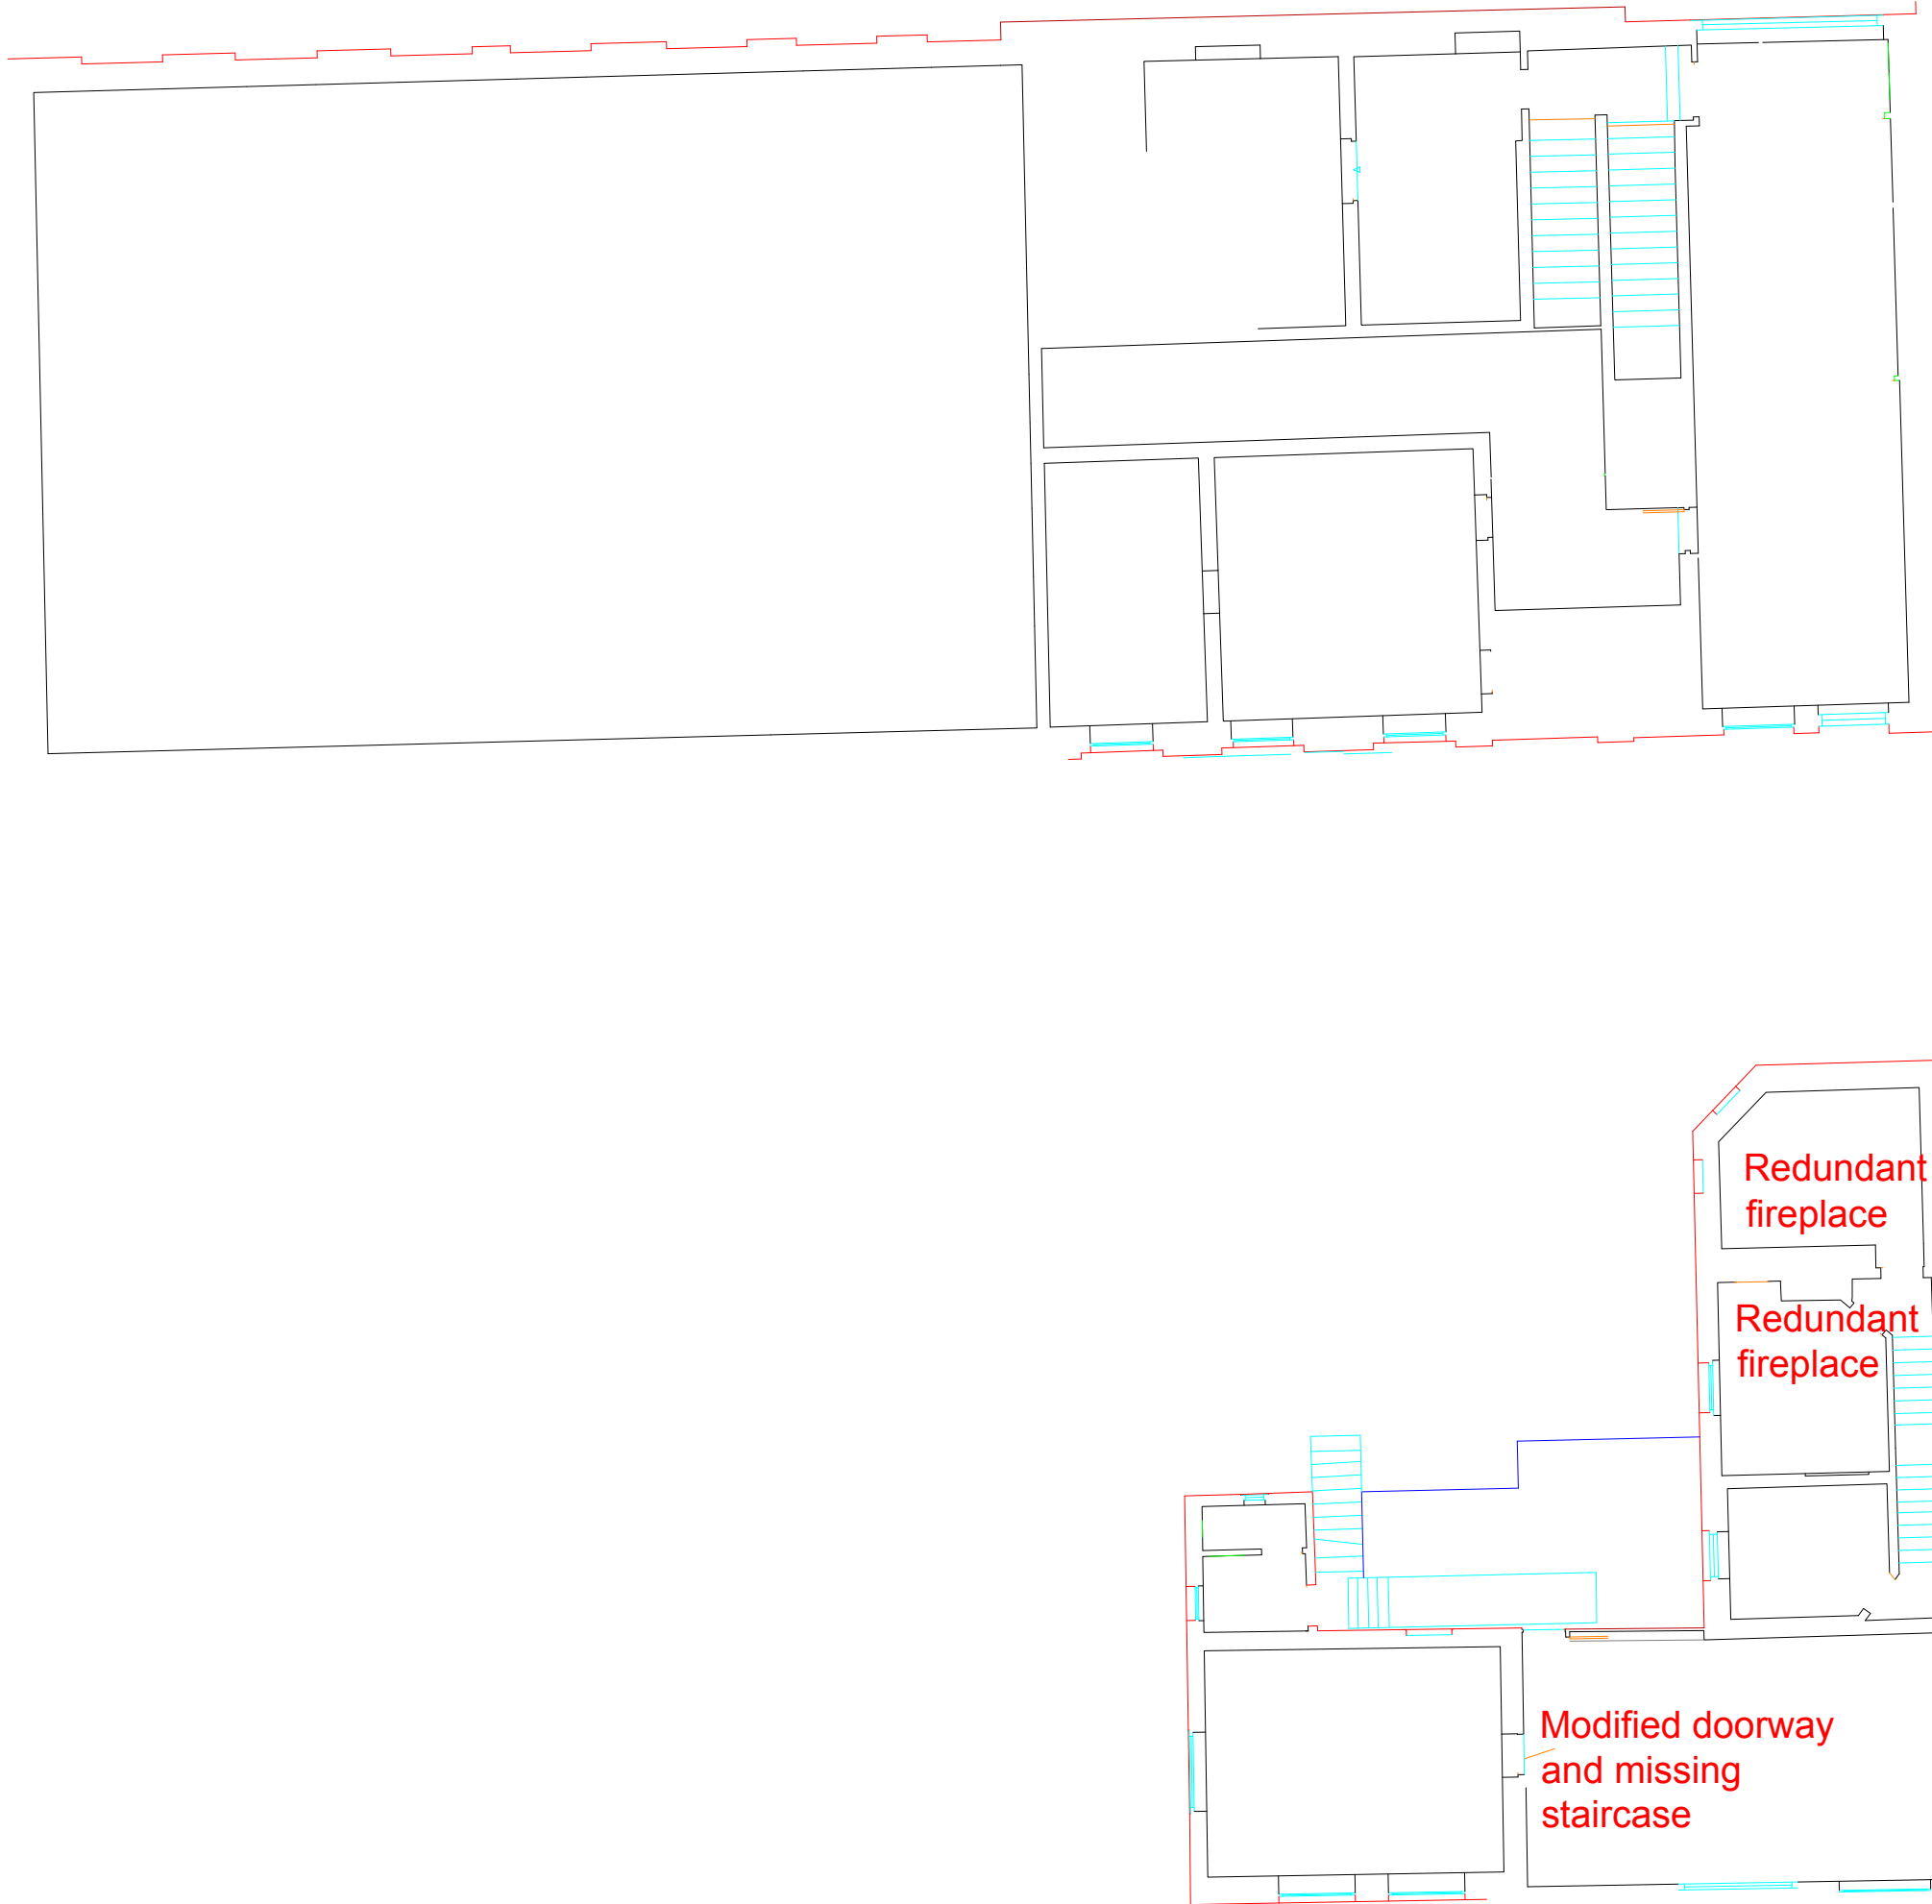 Redundant
fireplace
Redundant
fireplace
Modified doorway
and missing
staircase